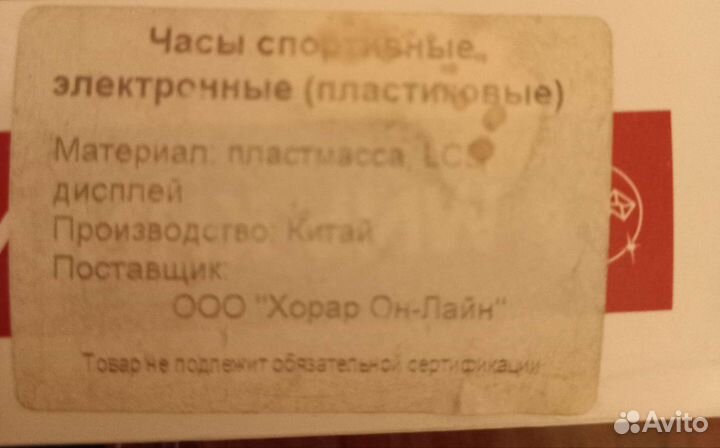 Часы спортивные,
электрочные (пластиковые)
Материал: пластмасса, LCD
дисплей
Производство: Китай
Поставщик:
ООО "Хорар Он-Лайн"
Товар не подлежит обязательной сертификации
Avito